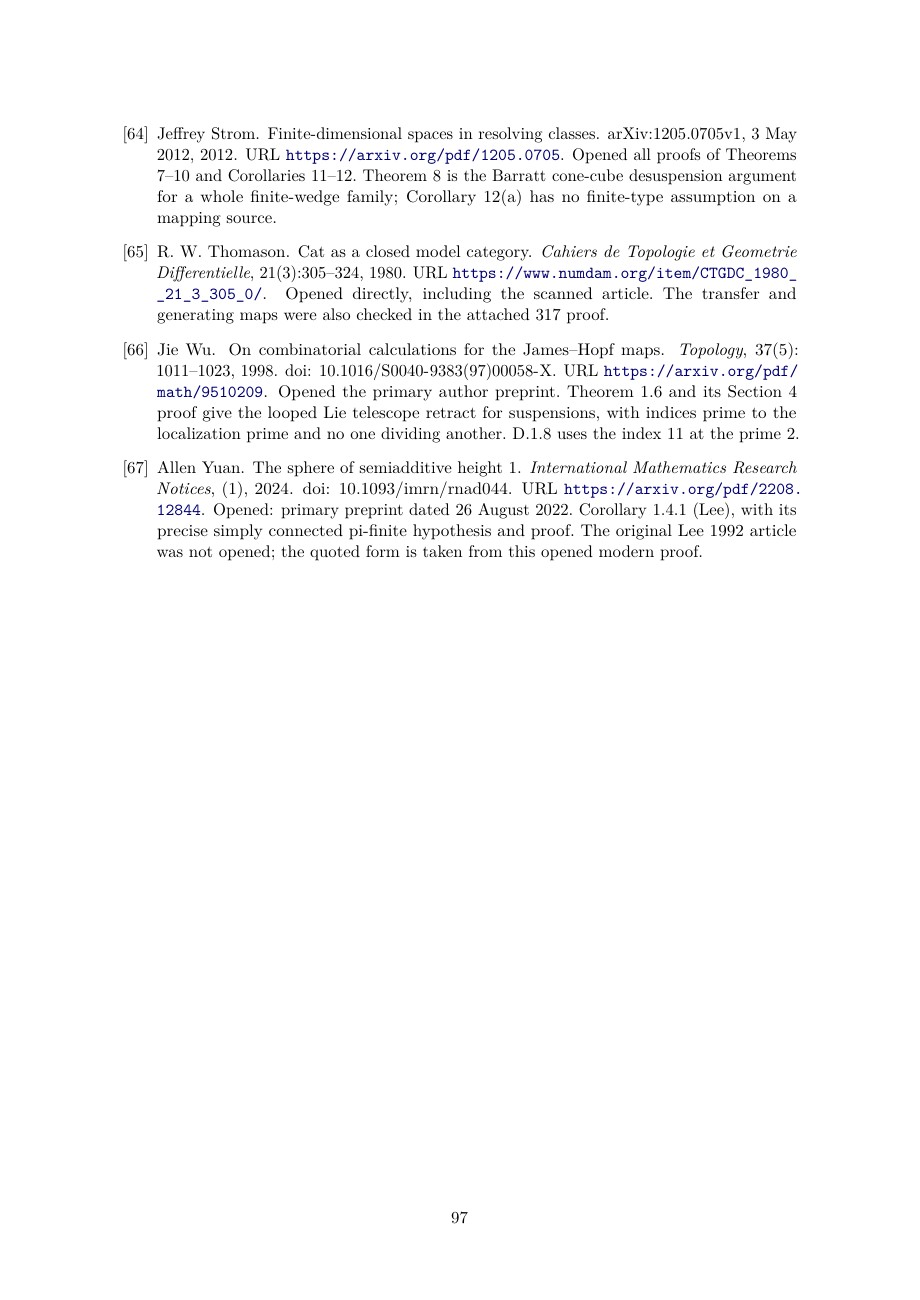 [64] Jeffrey Strom. Finite-dimensional spaces in resolving classes. arXiv:1205.0705v1, 3 May
2012, 2012. URL https://arxiv.org/pdf/1205.0705. Opened all proofs of Theorems
7–10 and Corollaries 11–12. Theorem 8 is the Barratt cone-cube desuspension argument
for a whole finite-wedge family; Corollary 12(a) has no finite-type assumption on a
mapping source.
[65] R. W. Thomason. Cat as a closed model category. Cahiers de Topologie et Geometrie
Differentielle, 21(3):305–324, 1980. URL https://www.numdam.org/item/CTGDC_1980_
_21_3_305_0/. Opened directly, including the scanned article. The transfer and
generating maps were also checked in the attached 317 proof.
[66] Jie Wu. On combinatorial calculations for the James–Hopf maps. Topology, 37(5):
1011–1023, 1998. doi: 10.1016/S0040-9383(97)00058-X. URL https://arxiv.org/pdf/
math/9510209. Opened the primary author preprint. Theorem 1.6 and its Section 4
proof give the looped Lie telescope retract for suspensions, with indices prime to the
localization prime and no one dividing another. D.1.8 uses the index 11 at the prime 2.
[67] Allen Yuan. The sphere of semiadditive height 1. International Mathematics Research
Notices, (1), 2024. doi: 10.1093/imrn/rnad044. URL https://arxiv.org/pdf/2208.
12844. Opened: primary preprint dated 26 August 2022. Corollary 1.4.1 (Lee), with its
precise simply connected pi-finite hypothesis and proof. The original Lee 1992 article
was not opened; the quoted form is taken from this opened modern proof.
97